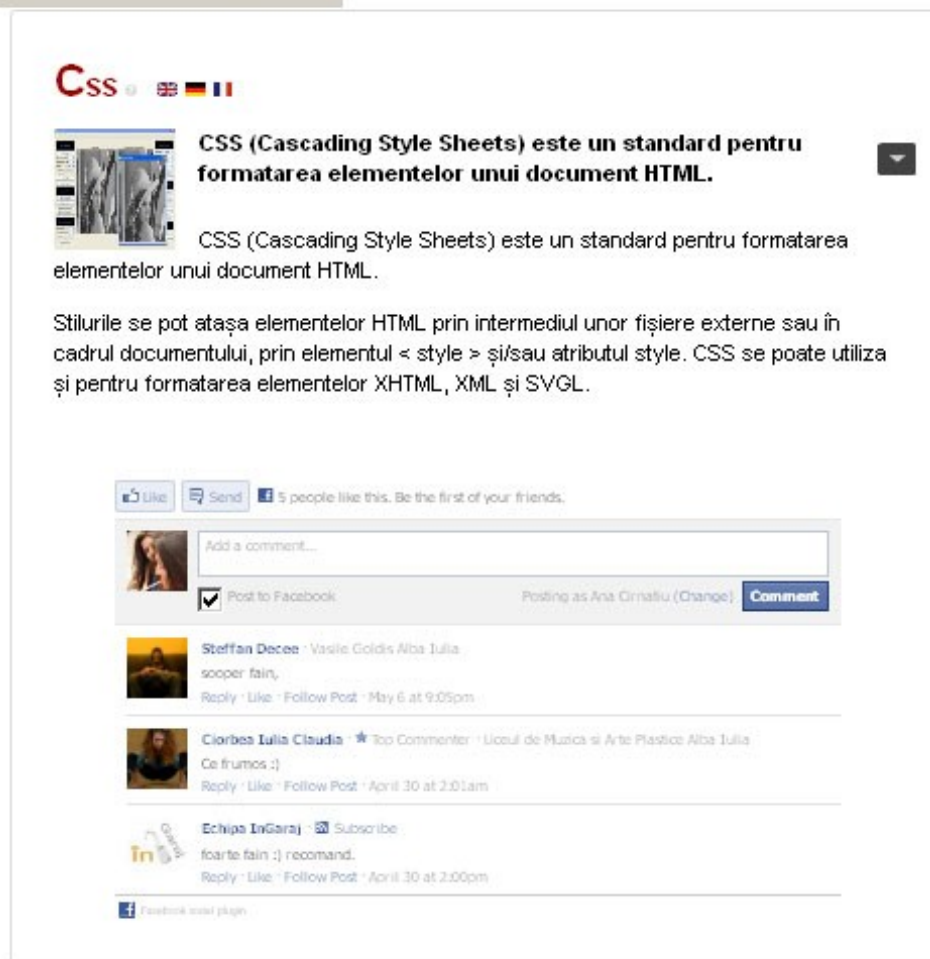 Css
CSS (Cascading Style Sheets) este un standard pentru
formatarea elementelor unui document HTML.
CSS (Cascading Style Sheets) este un standard pentru formatarea
elementelor unui document HTML.
Stilurile se pot atașa elementelor HTML prin intermediul unor fișiere externe sau în
cadrul documentului, prin elementul < style > și/sau atributul style. CSS se poate utiliza
și pentru formatarea elementelor XHTML, XML și SVGL.
Like Send 5 people like this. Be the first of your friends.
Add a comment...
Post to Facebook Posting as Ana Cirnatiu (Change) Comment
Steffan Decee · Vasile Goldis Alba Iulia
sooper fain,
Reply · Like · Follow Post · May 6 at 9:05pm
Ciorbea Iulia Claudia · Top Commenter · Liceul de Muzica si Arte Plastice Alba Iulia
Ce frumos :)
Reply · Like · Follow Post · April 30 at 2:01am
în Garaj
Echipa InGaraj · Subscribe
foarte fain :) recomand.
Reply · Like · Follow Post · April 30 at 2:00pm
Facebook social plugin